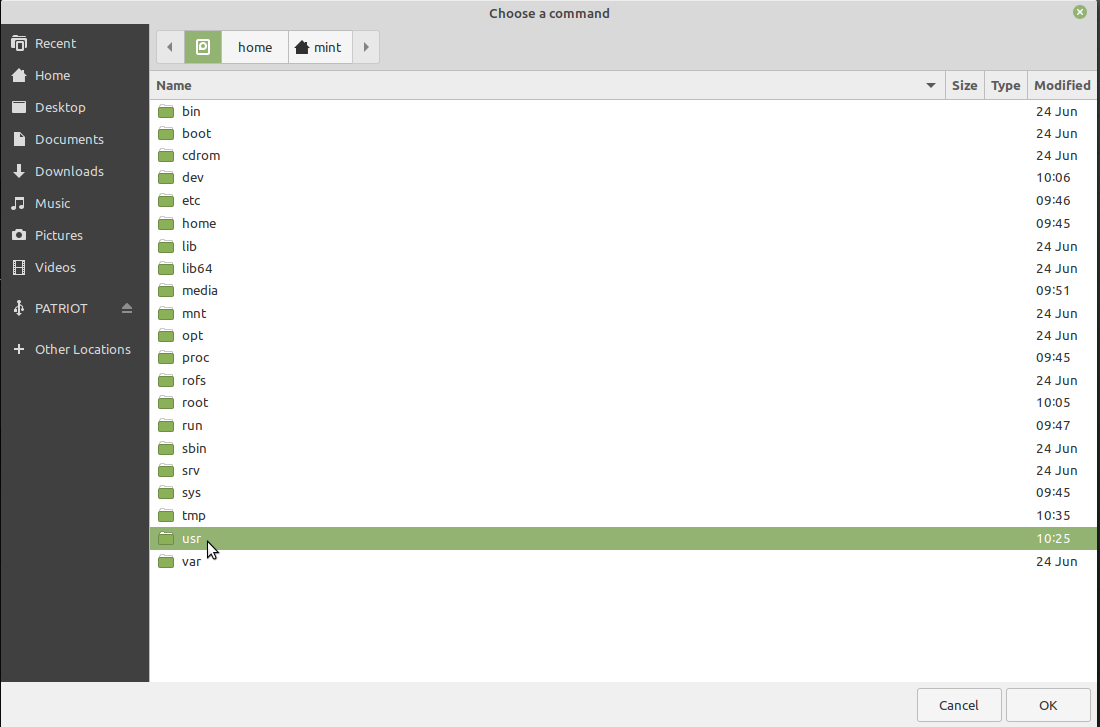 Choose a command
Recent
Home
Desktop
Documents
Downloads
Music
Pictures
Videos
PATRIOT
Other Locations
home mint
Name Size Type Modified
bin 24 Jun
boot 24 Jun
cdrom 24 Jun
dev 10:06
etc 09:46
home 09:45
lib 24 Jun
lib64 24 Jun
media 09:51
mnt 24 Jun
opt 24 Jun
proc 09:45
rofs 24 Jun
root 10:05
run 09:47
sbin 24 Jun
srv 24 Jun
sys 09:45
tmp 10:35
usr 10:25
var 24 Jun
Cancel OK